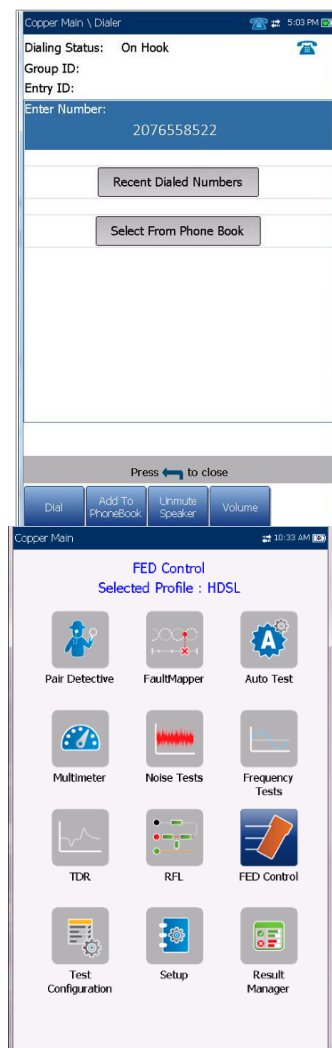 Copper Main \ Dialer 5:03 PM
Dialing Status: On Hook
Group ID:
Entry ID:
Enter Number:
2076558522
Recent Dialed Numbers
Select From Phone Book
Press to close
Dial
Add To
PhoneBook
Unmute
Speaker
Volume
Copper Main 10:33 AM
FED Control
Selected Profile : HDSL
Pair Detective
FaultMapper
Auto Test
Multimeter
Noise Tests
Frequency
Tests
TDR
RFL
FED Control
Test
Configuration
Setup
Result
Manager